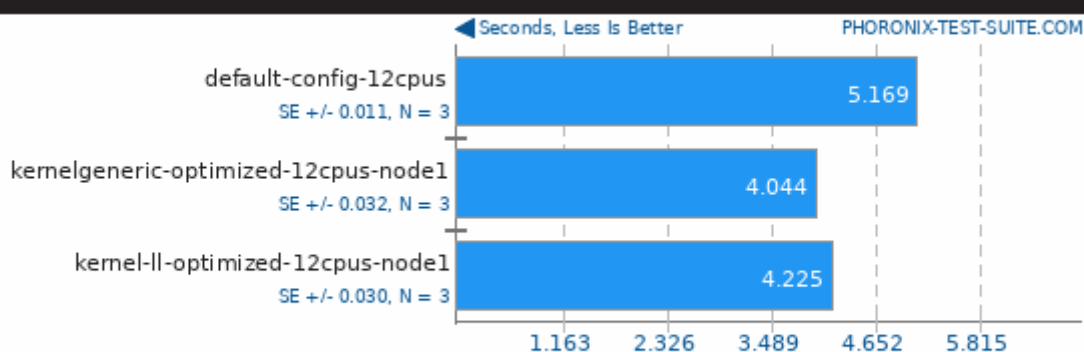 Seconds, Less Is Better PHORONIX-TEST-SUITE.COM
default-config-12cpus
SE +/- 0.011, N = 3
5.169
kernelgeneric-optimized-12cpus-node1
SE +/- 0.032, N = 3
4.044
kernel-ll-optimized-12cpus-node1
SE +/- 0.030, N = 3
4.225
1.163 2.326 3.489 4.652 5.815